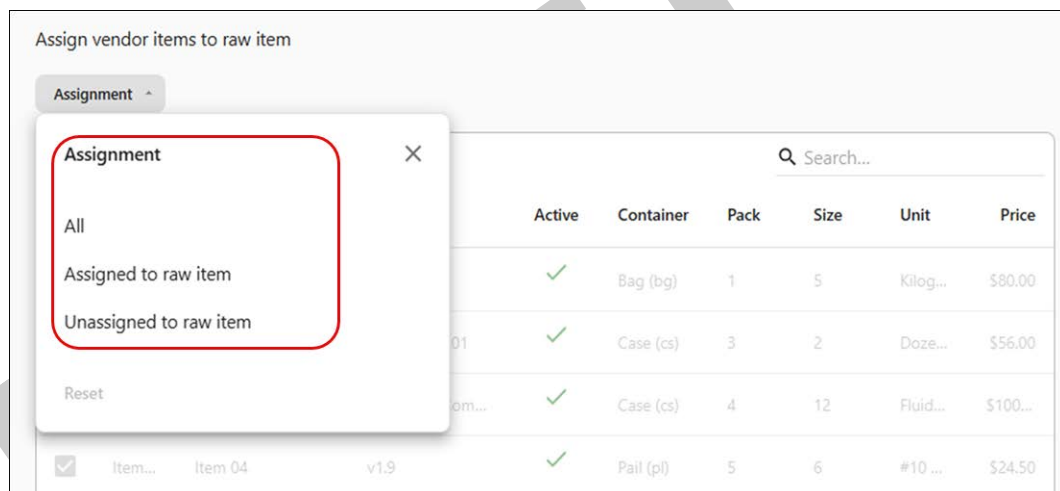 Assign vendor items to raw item
Assignment
Assignment
Search...
All
Assigned to raw item
Unassigned to raw item
Reset
Active Container Pack Size Unit Price
Bag (bg) 1 5 Kilog... $80.00
01 Case (cs) 3 2 Doze... $56.00
om... Case (cs) 4 12 Fluid... $100...
Item... Item 04 v1.9 Pail (pl) 5 6 #10 ... $24.50